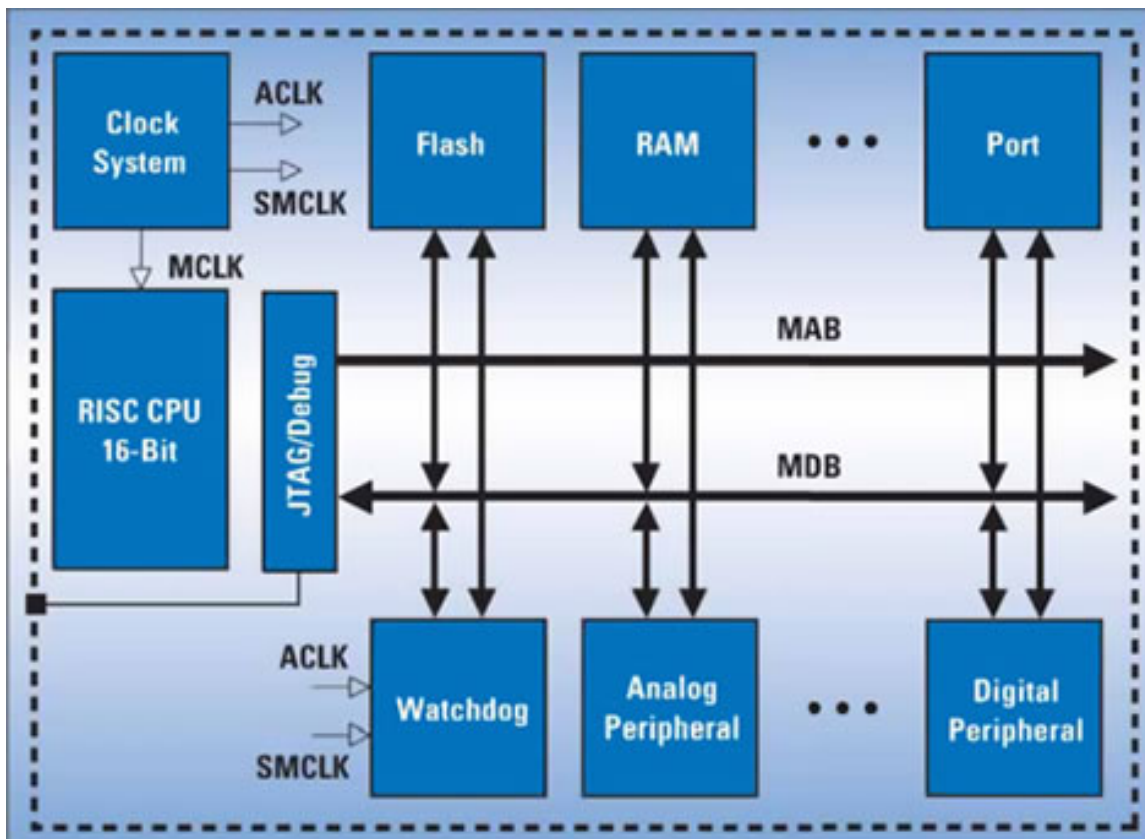 Clock
System
ACLK
SMCLK
MCLK
Flash
RAM
• • •
Port
RISC CPU
16-Bit
JTAG/Debug
MAB
MDB
ACLK
SMCLK
Watchdog
Analog
Peripheral
• • •
Digital
Peripheral